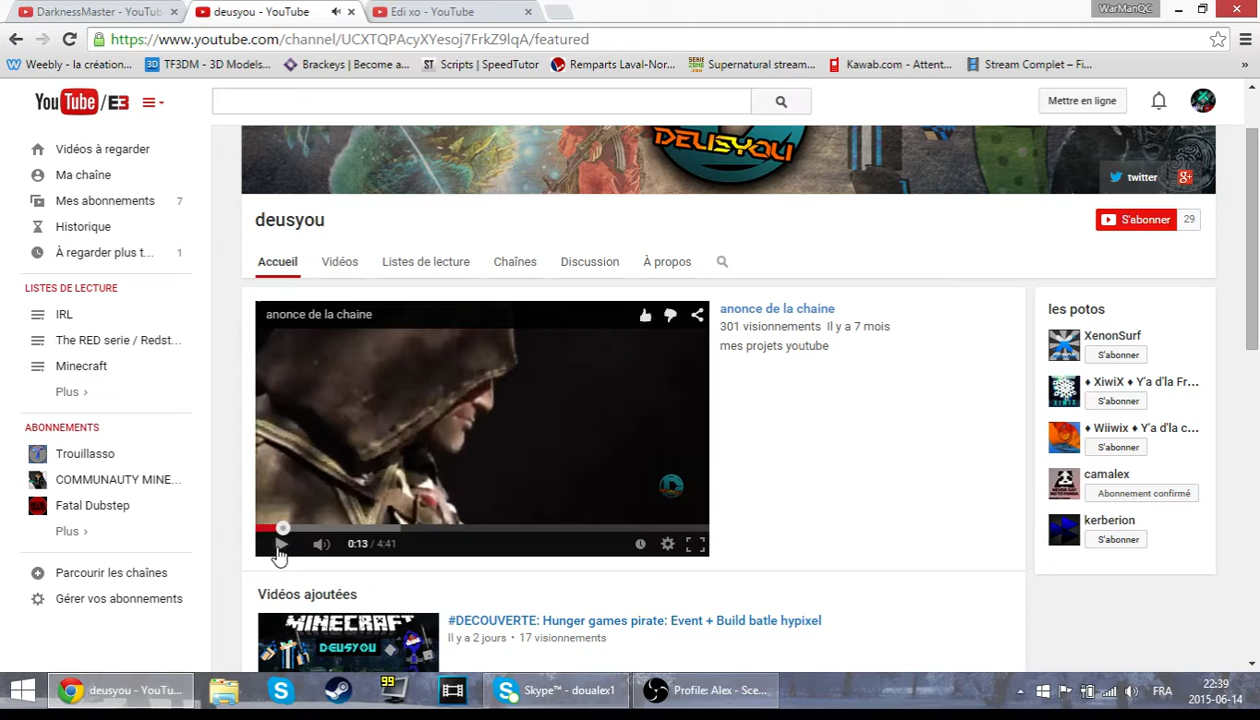 DarknessMaster - YouTub
deusyou - YouTube
Edi xo - YouTube
WarManQC
https://www.youtube.com/channel/UCXTQPAcyXYesoj7FrkZ9lqA/featured
Weebly - la création...
TF3DM - 3D Models...
Brackeys | Become a...
ST Scripts | SpeedTutor
Remparts Laval-Nor...
SERIE ZONE.com Supernatural stream...
Kawab.com - Attent...
Stream Complet – Fi...
»
YouTube /E3
Mettre en ligne
Vidéos à regarder
Ma chaîne
Mes abonnements 7
Historique
À regarder plus t... 1
LISTES DE LECTURE
IRL
The RED serie / Redst...
Minecraft
Plus ›
ABONNEMENTS
Trouillasso
COMMUNAUTY MINE...
Fatal Dubstep
Plus ›
Parcourir les chaînes
Gérer vos abonnements
DEUSYOU
twitter
g+
deusyou
S'abonner 29
Accueil Vidéos Listes de lecture Chaînes Discussion À propos
anonce de la chaine
0:13 / 4:41
anonce de la chaine
301 visionnements Il y a 7 mois
mes projets youtube
Vidéos ajoutées
MINECRAFT
DEUSYOU
#DECOUVERTE: Hunger games pirate: Event + Build batle hypixel
Il y a 2 jours • 17 visionnements
les potos
XenonSurf
S'abonner
♦ XiwiX ♦ Y'a d'la Fr...
S'abonner
♦ Wiiwix ♦ Y'a d'la c...
S'abonner
camalex
Abonnement confirmé
kerberion
S'abonner
deusyou - YouTu...
99
Skype™ - doualex1
Profile: Alex - Sce...
FRA
22:39
2015-06-14